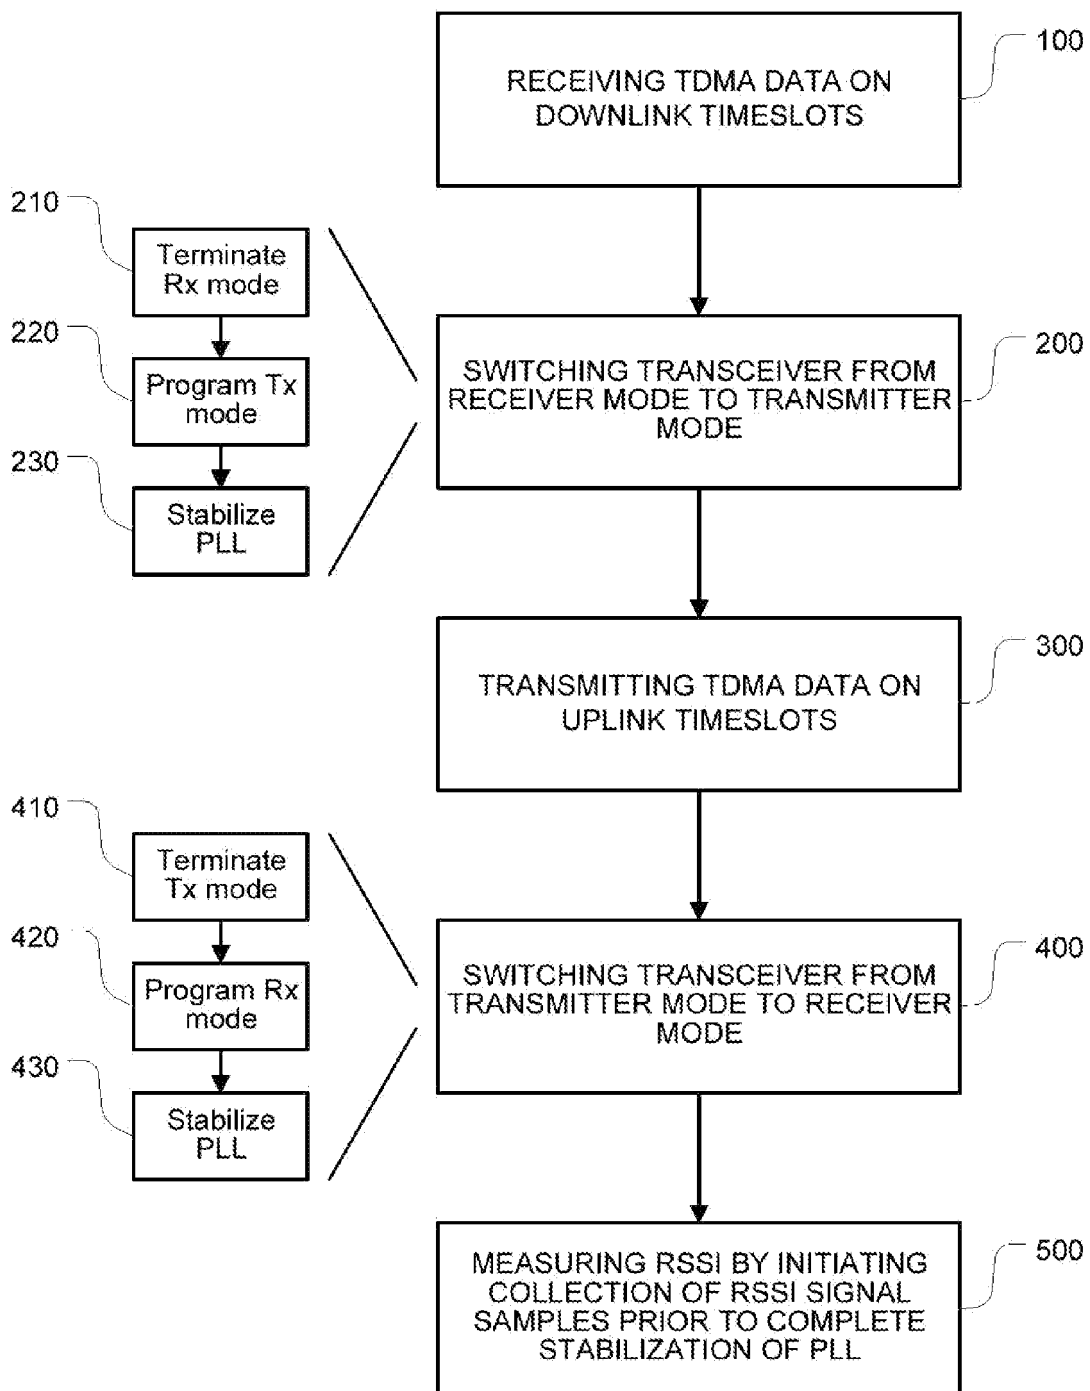 RECEIVING TDMA DATA ON
DOWNLINK TIMESLOTS
100
210
Terminate
Rx mode
220
Program Tx
mode
230
Stabilize
PLL
SWITCHING TRANSCEIVER FROM
RECEIVER MODE TO TRANSMITTER
MODE
200
TRANSMITTING TDMA DATA ON
UPLINK TIMESLOTS
300
410
Terminate
Tx mode
420
Program Rx
mode
430
Stabilize
PLL
SWITCHING TRANSCEIVER FROM
TRANSMITTER MODE TO RECEIVER
MODE
400
MEASURING RSSI BY INITIATING
COLLECTION OF RSSI SIGNAL
SAMPLES PRIOR TO COMPLETE
STABILIZATION OF PLL
500